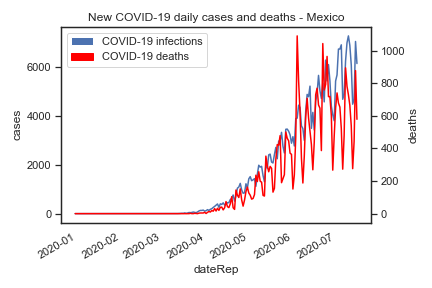 New COVID-19 daily cases and deaths - Mexico
COVID-19 infections
COVID-19 deaths
cases
6000
4000
2000
0
deaths
1000
800
600
400
200
0
2020-01
2020-02
2020-03
2020-04
2020-05
2020-06
2020-07
dateRep